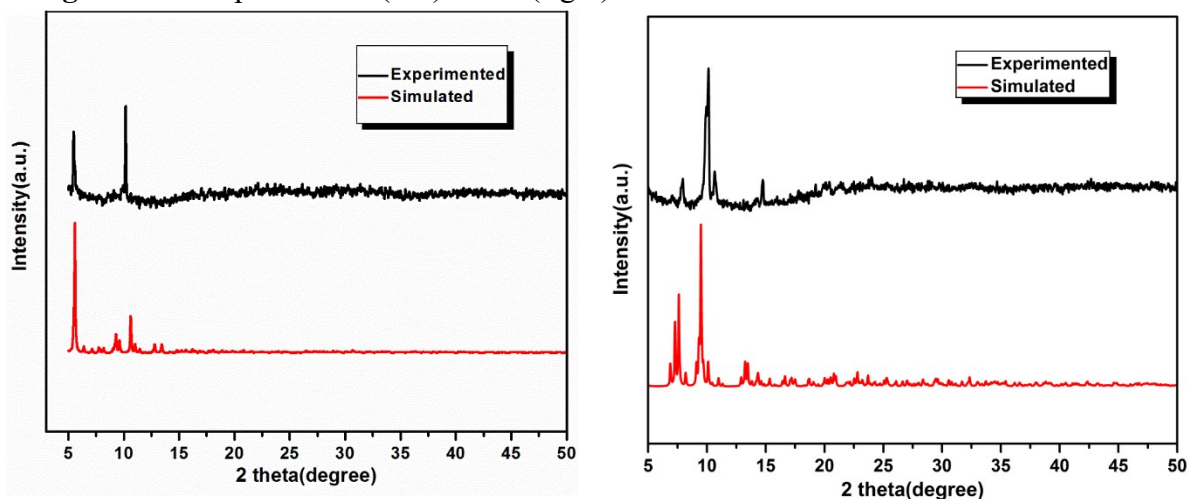 Experimented
Simulated
Intensity(a.u.)
5 10 15 20 25 30 35 40 45 50
2 theta(degree)
Experimented
Simulated
Intensity(a.u.)
5 10 15 20 25 30 35 40 45 50
2 theta(degree)